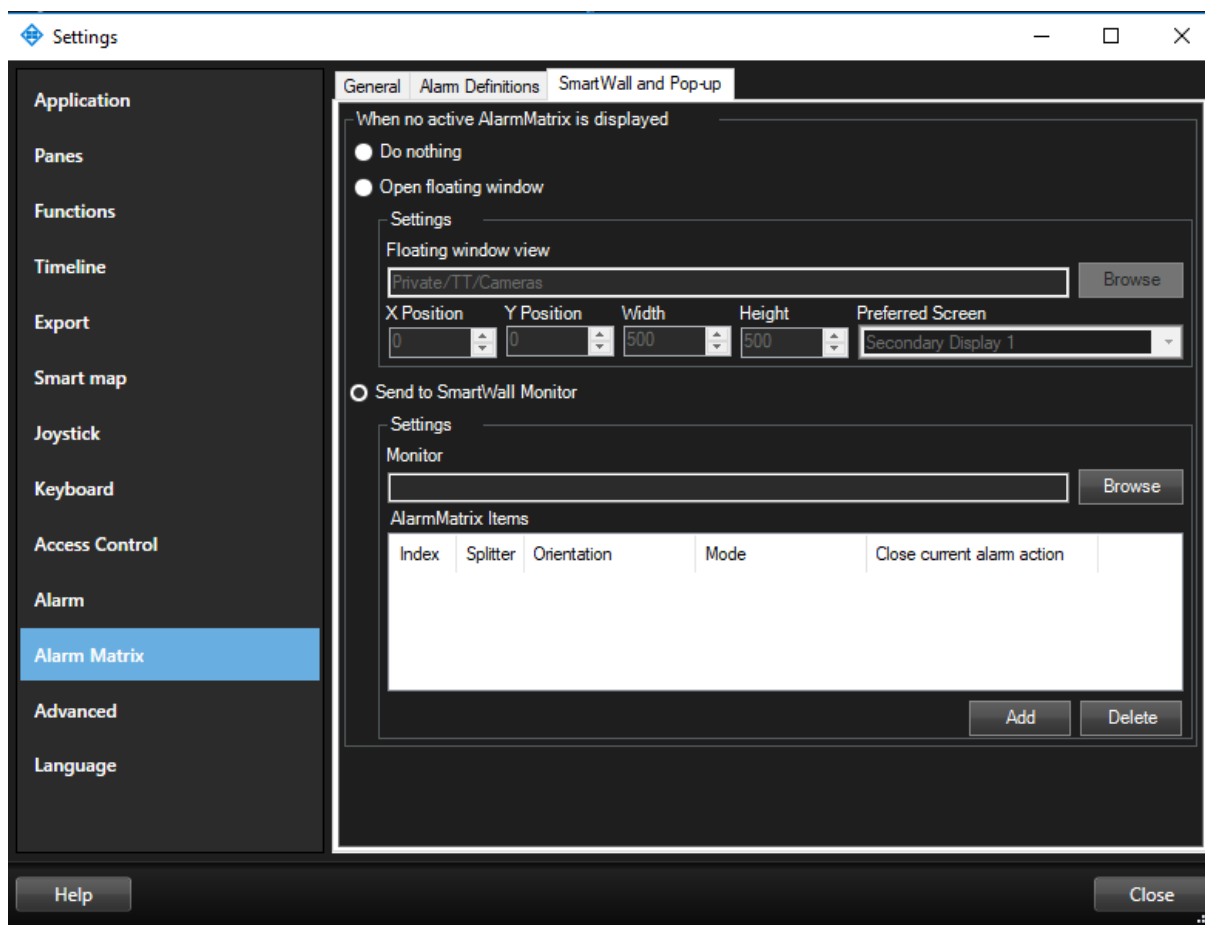 Settings
Application
Panes
Functions
Timeline
Export
Smart map
Joystick
Keyboard
Access Control
Alarm
Alarm Matrix
Advanced
Language
General Alarm Definitions SmartWall and Pop-up
When no active AlarmMatrix is displayed
Do nothing
Open floating window
Settings
Floating window view
Private/TT/Cameras Browse
X Position Y Position Width Height Preferred Screen
0 0 500 500 Secondary Display 1
Send to SmartWall Monitor
Settings
Monitor
Browse
AlarmMatrix Items
Index Splitter Orientation Mode Close current alarm action
Add Delete
Help Close